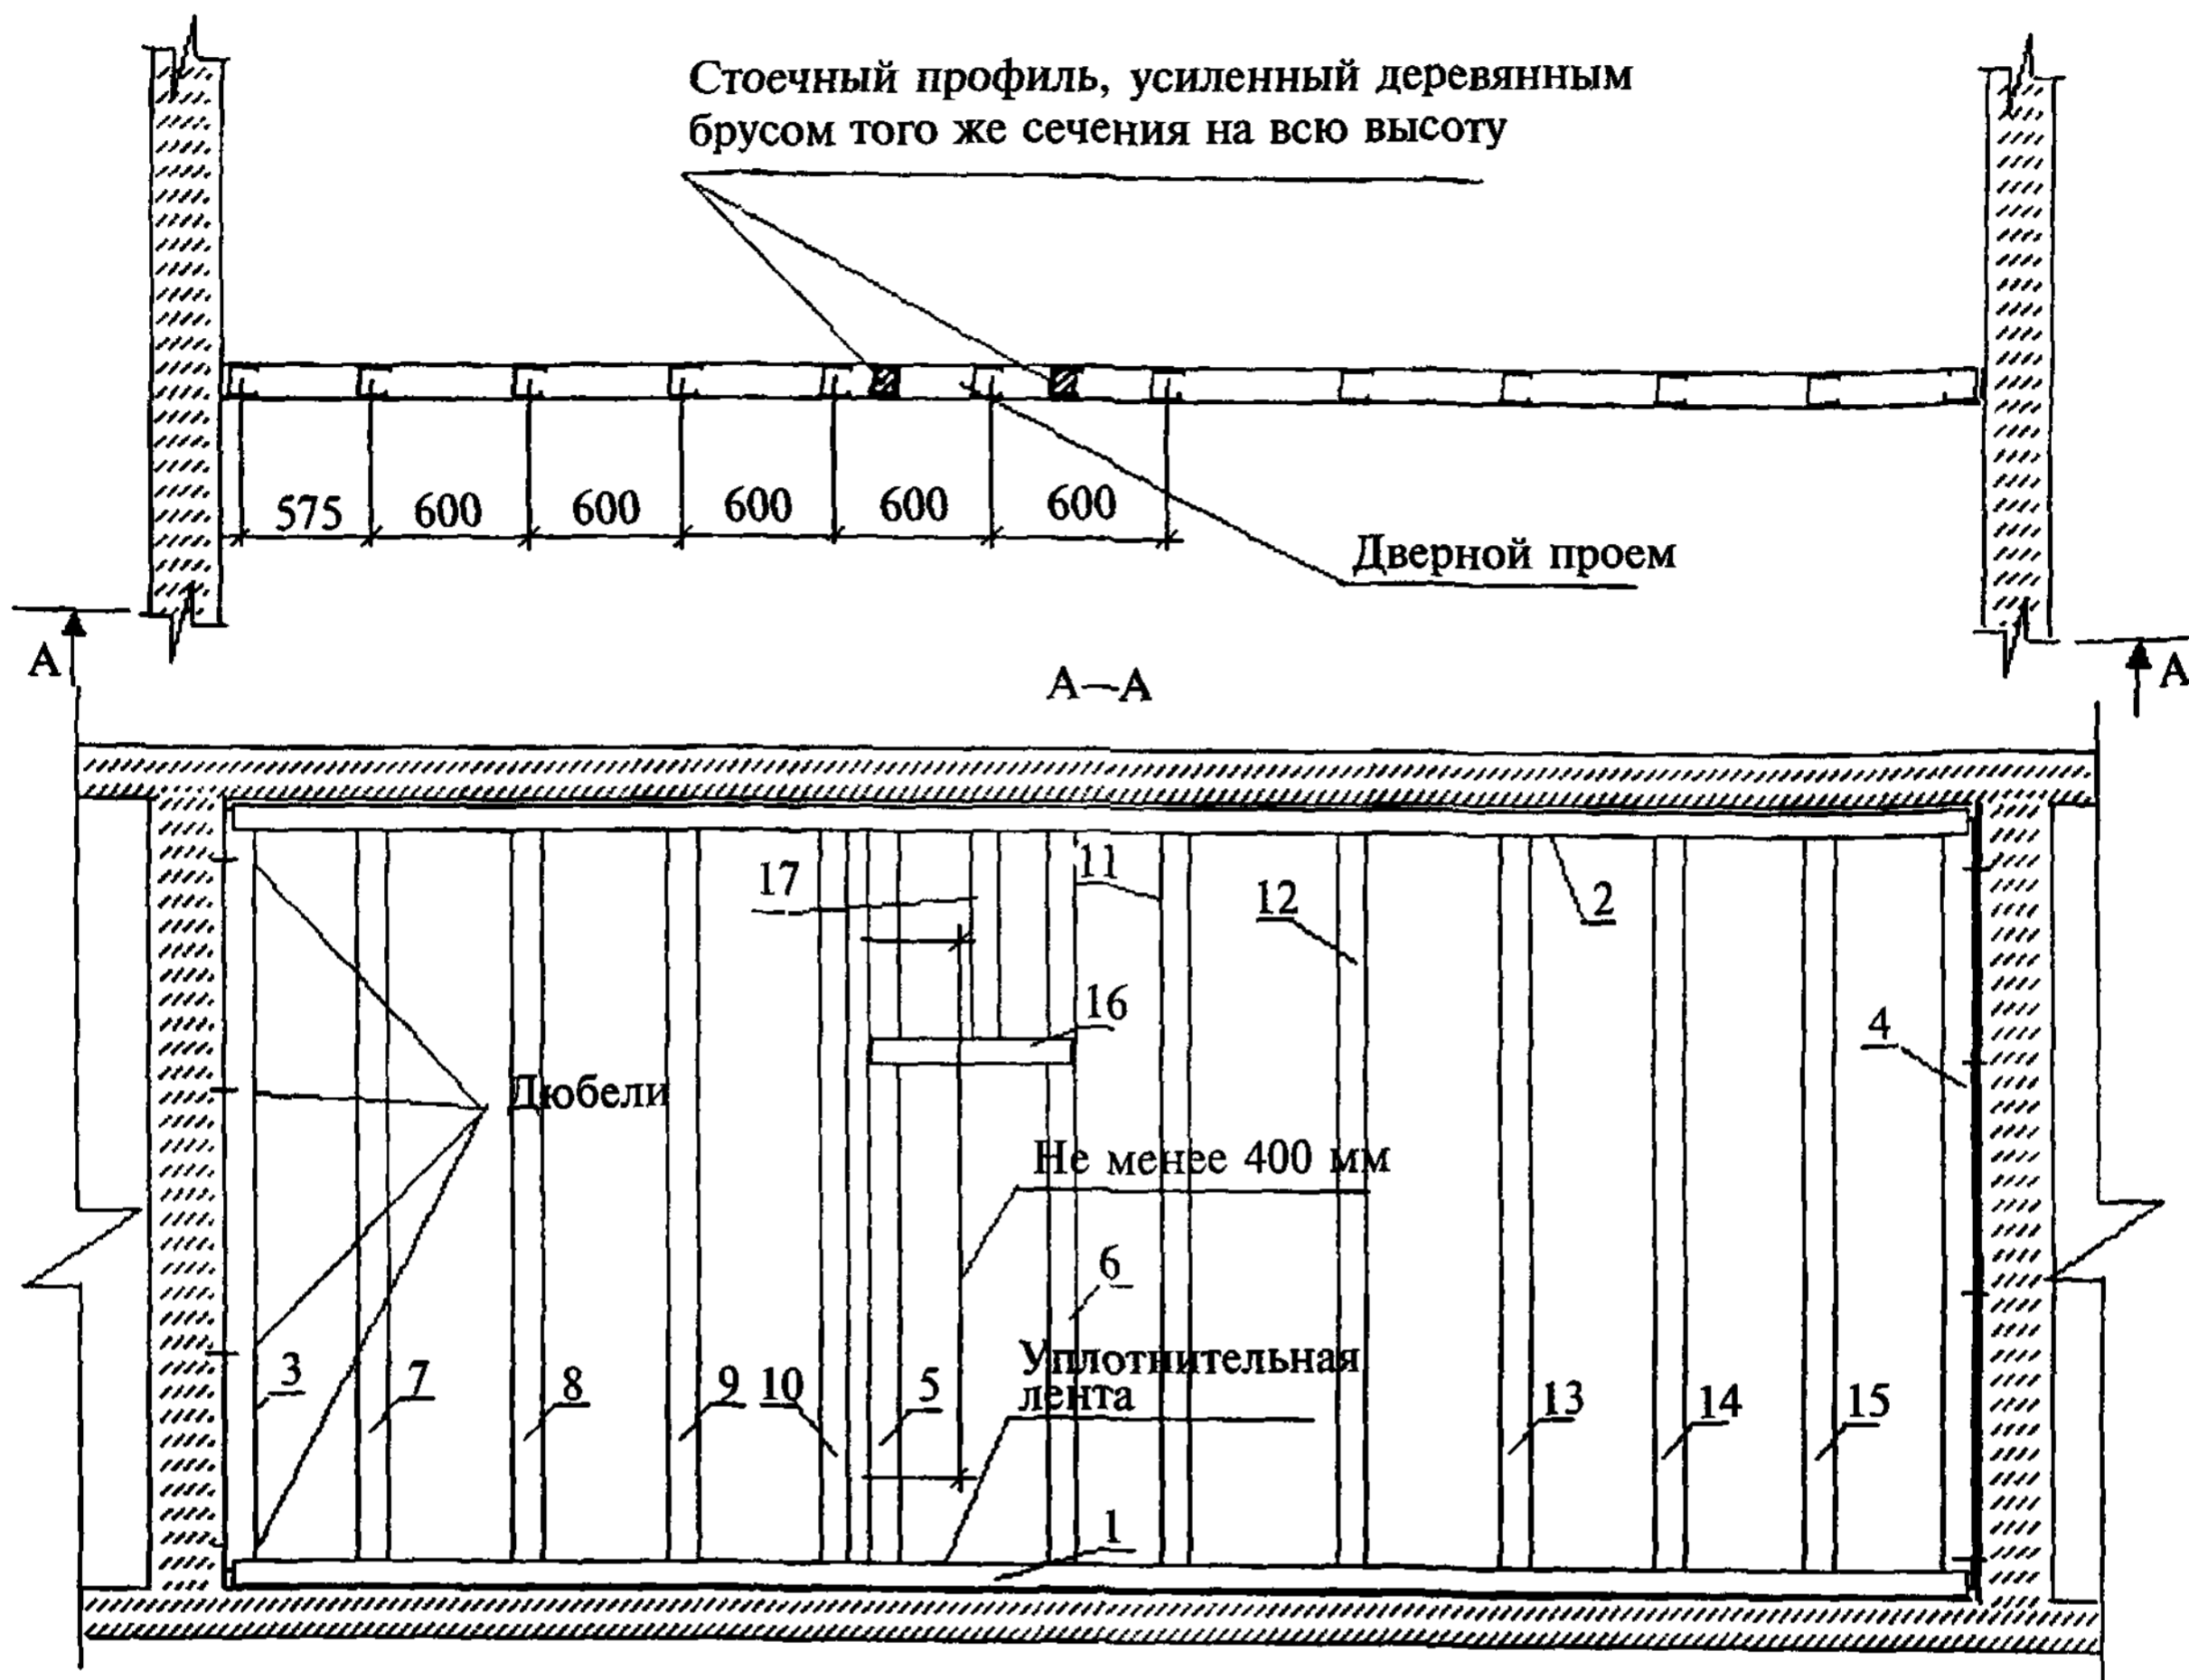 Стоечный профиль, усиленный деревянным
брусом того же сечения на всю высоту
575 600 600 600 600 600
Дверной проем
А А
А—А
17 11 12 2
16 4
Дюбели
Не менее 400 мм
6
Уплотнительная
лента
3 7 8 9 10 5 13 14 15
1